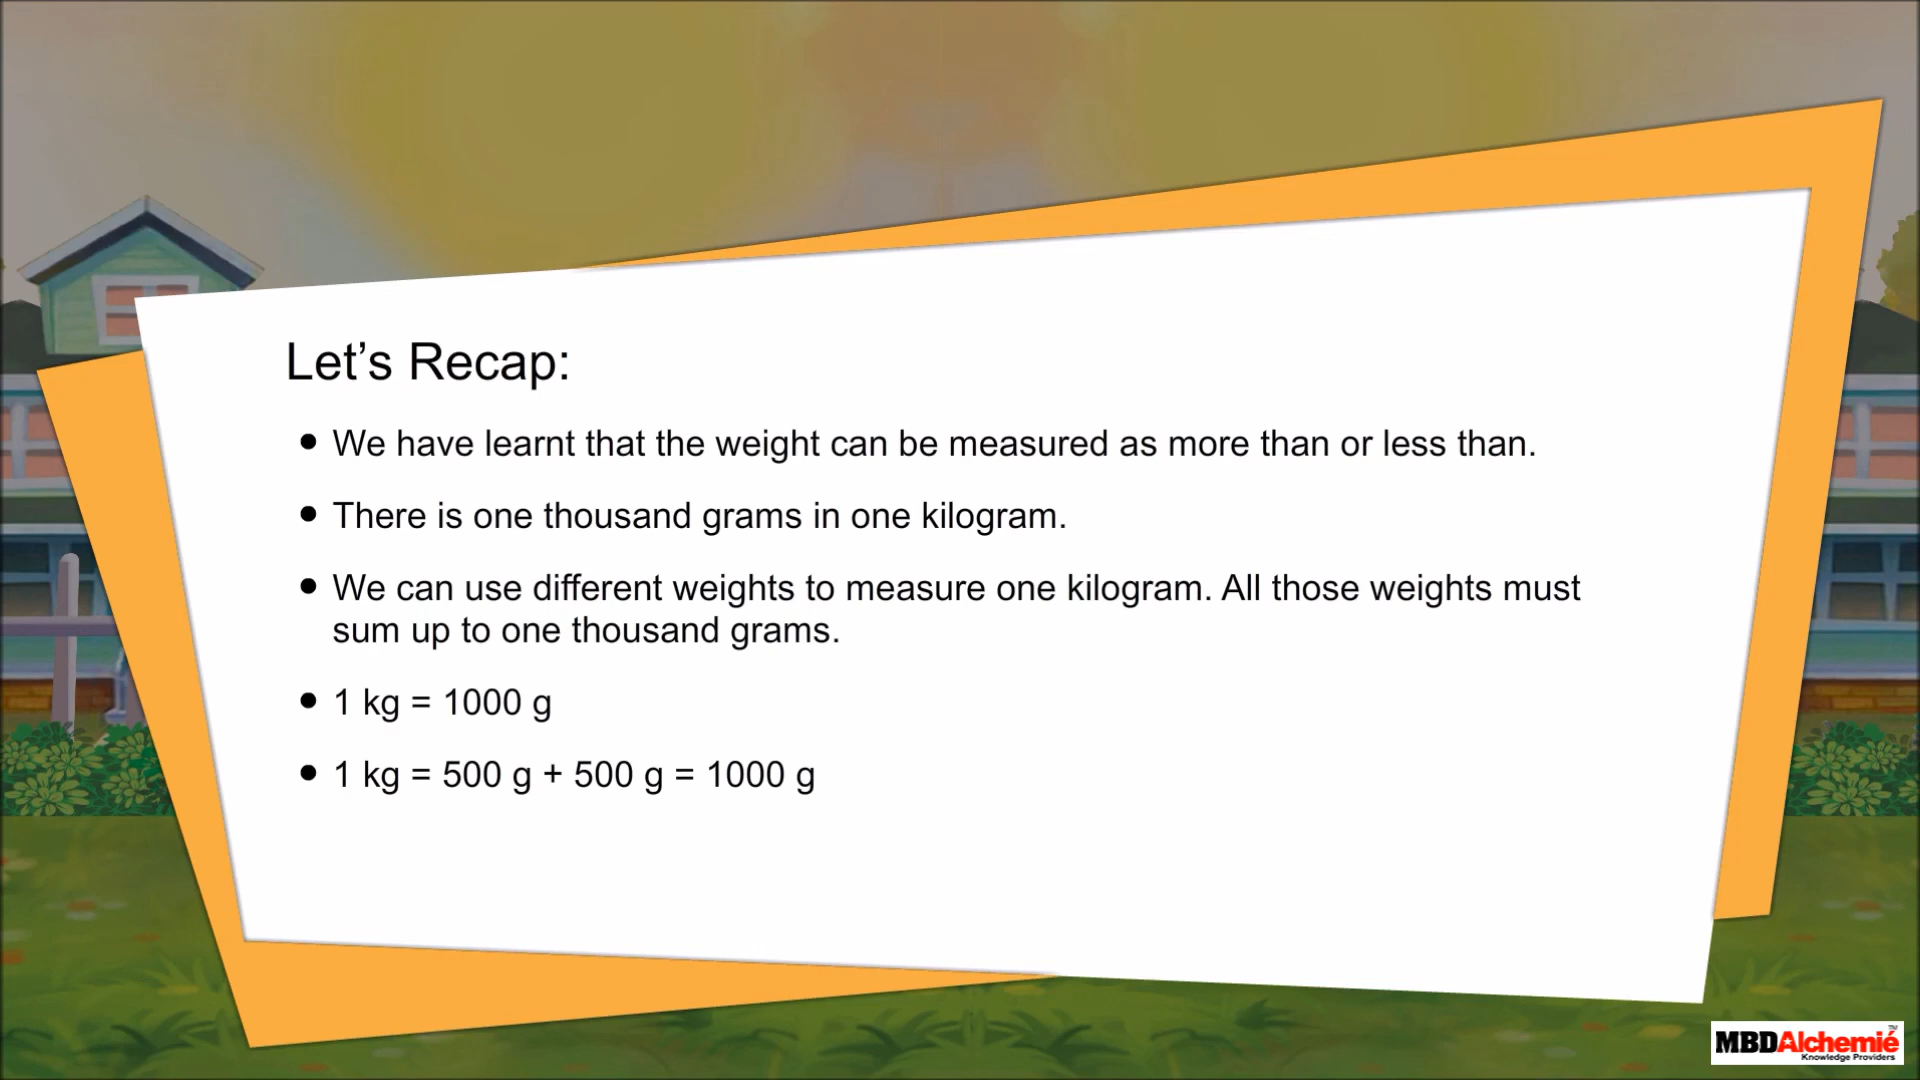 Let’s Recap:
● We have learnt that the weight can be measured as more than or less than.
● There is one thousand grams in one kilogram.
● We can use different weights to measure one kilogram. All those weights must
sum up to one thousand grams.
● 1 kg = 1000 g
● 1 kg = 500 g + 500 g = 1000 g
MBDAlchemié™
Knowledge Providers